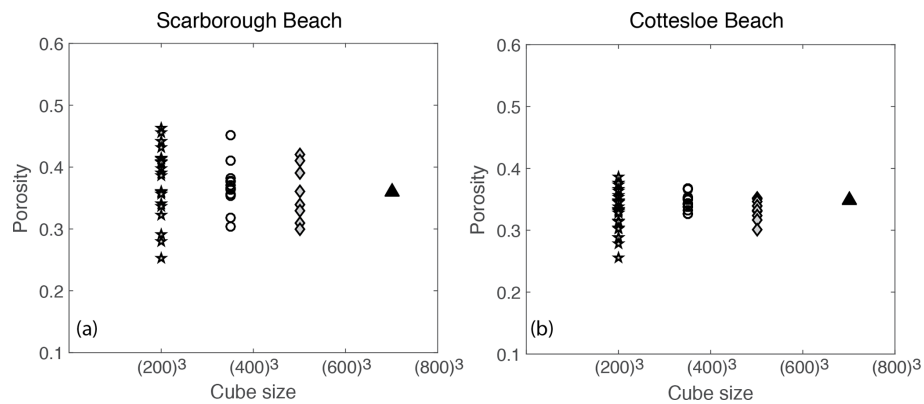 Scarborough Beach
0.6
0.5
0.4
0.3
0.2
0.1
Porosity
(a)
(200)3 (400)3 (600)3 (800)3
Cube size
Cottesloe Beach
0.6
0.5
0.4
0.3
0.2
0.1
Porosity
(b)
(200)3 (400)3 (600)3 (800)3
Cube size